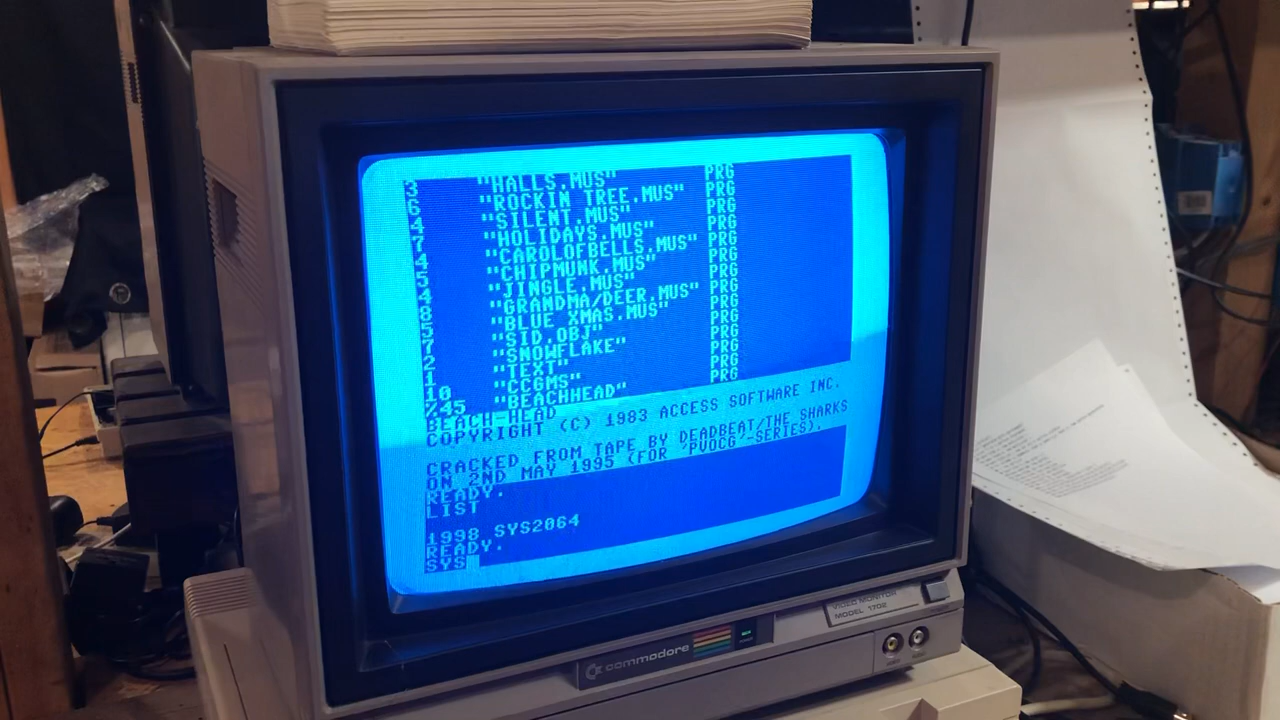 3 "HALLS.MUS" PRG
6 "ROCKIN TREE.MUS" PRG
4 "SILENT.MUS" PRG
7 "HOLIDAYS.MUS" PRG
4 "CAROLOFBELLS.MUS" PRG
5 "CHIPMUNK.MUS" PRG
4 "JINGLE.MUS" PRG
8 "GRANDMA/DEER.MUS" PRG
5 "BLUE XMAS.MUS" PRG
7 "SID.OBJ" PRG
2 "SNOWFLAKE" PRG
1 "TEXT" PRG
10 "CCGMS" PRG
%45 "BEACHHEAD" PRG
BEACH-HEAD
COPYRIGHT (C) 1983 ACCESS SOFTWARE INC.
CRACKED FROM TAPE BY DEADBEAT/THE SHARKS
ON 2ND MAY 1995 (FOR 'PVOCG'-SERIES).
READY.
LIST
1998 SYS2064
READY.
SYS
VIDEO MONITOR
MODEL 1702
commodore